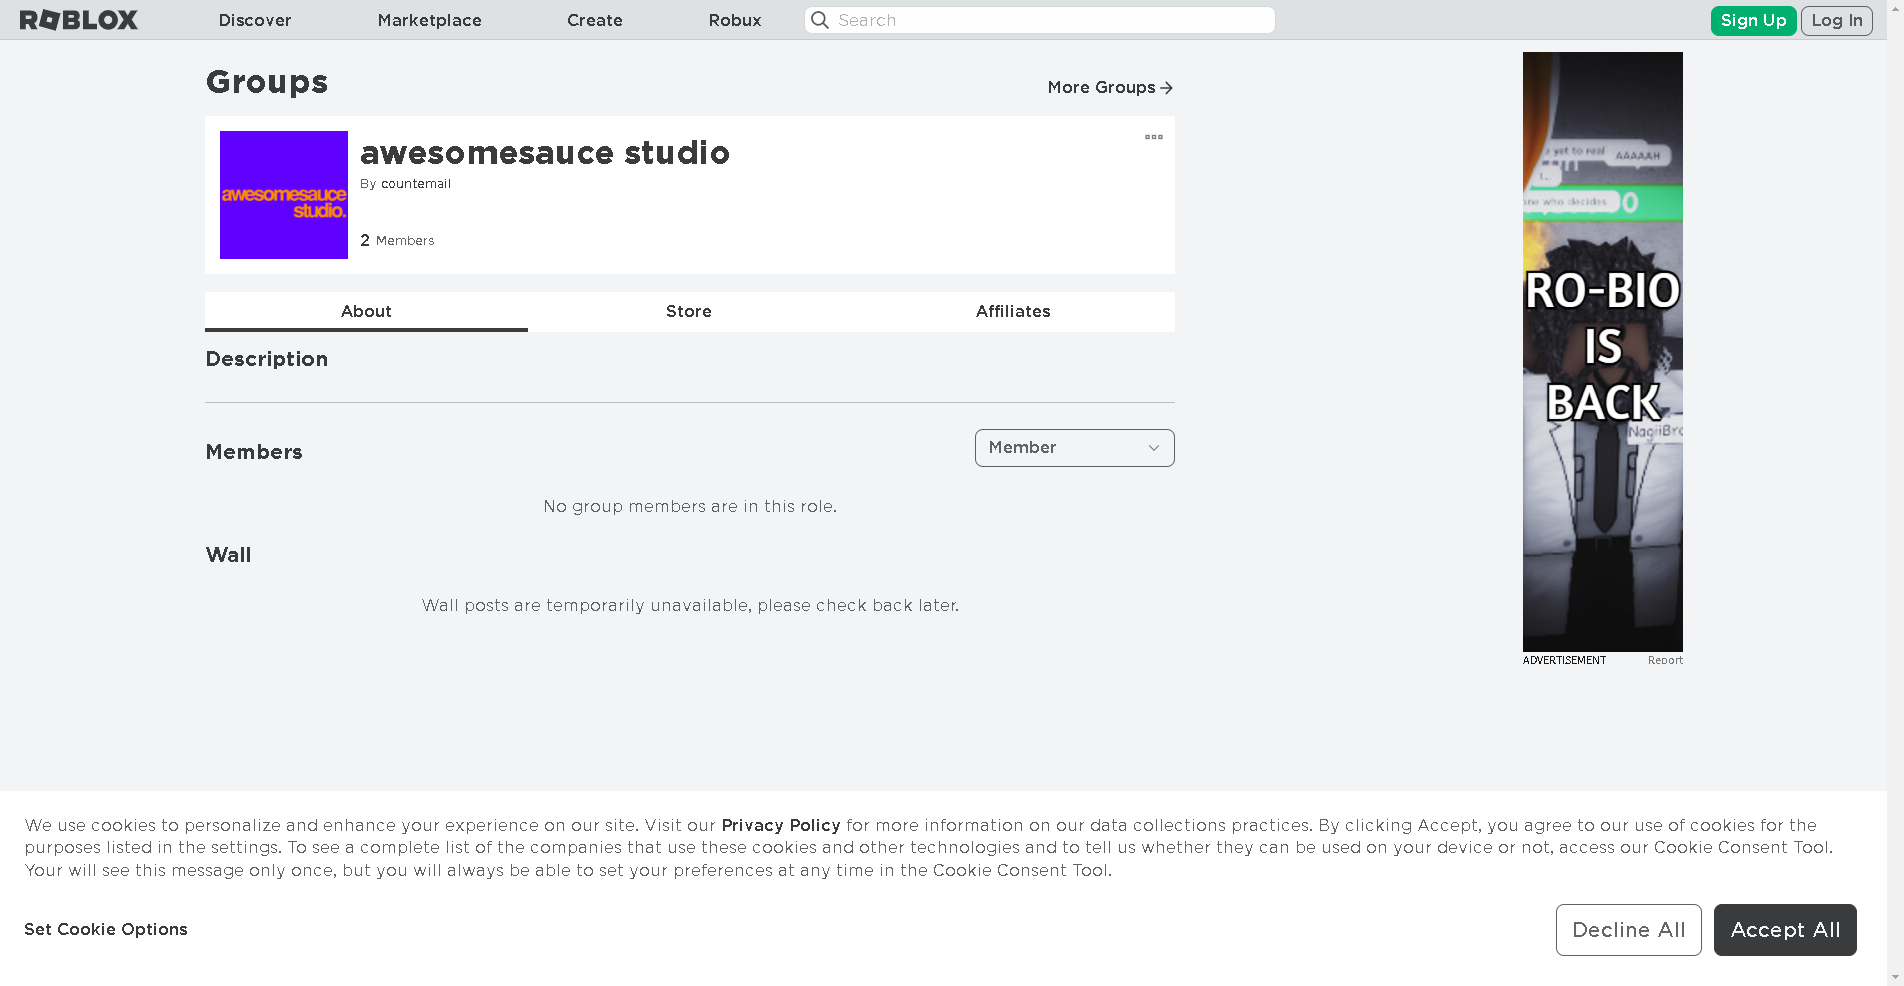 ROBLOX Discover Marketplace Create Robux Search Sign Up Log In
Groups
More Groups
awesomesauce studio
By countemail
2 Members
awesomesauce
studio.
About Store Affiliates
Description
Members
Member
No group members are in this role.
Wall
Wall posts are temporarily unavailable, please check back later.
yet to real
AAAAAH
one who decides.
RO-BIO
IS
BACK
NagiiBro
ADVERTISEMENT Report
We use cookies to personalize and enhance your experience on our site. Visit our Privacy Policy for more information on our data collections practices. By clicking Accept, you agree to our use of cookies for the
purposes listed in the settings. To see a complete list of the companies that use these cookies and other technologies and to tell us whether they can be used on your device or not, access our Cookie Consent Tool.
Your will see this message only once, but you will always be able to set your preferences at any time in the Cookie Consent Tool.
Set Cookie Options
Decline All Accept All